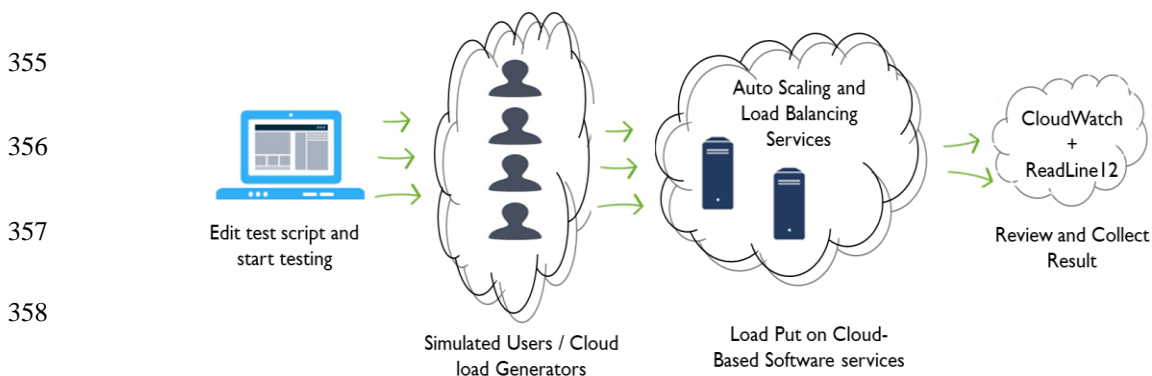 355
356
357
358
Edit test script and
start testing
Simulated Users / Cloud
load Generators
Auto Scaling and
Load Balancing
Services
Load Put on Cloud-
Based Software services
CloudWatch
+
ReadLine12
Review and Collect
Result